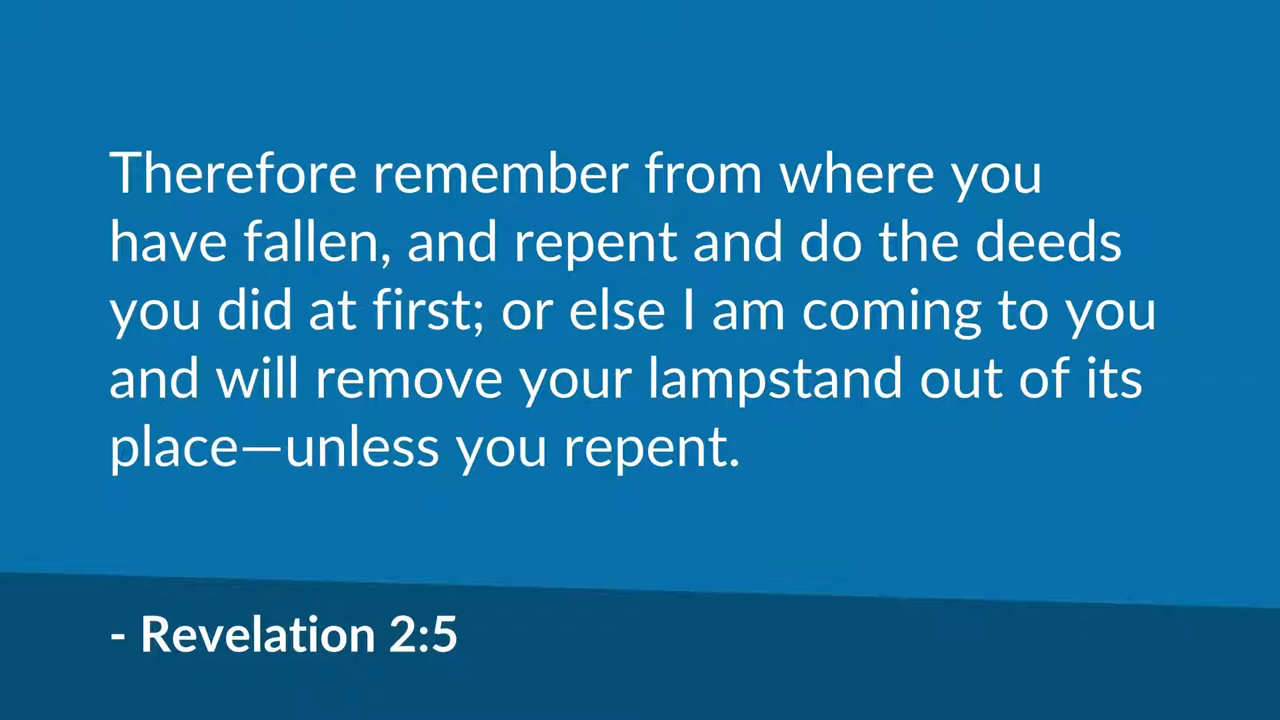 Therefore remember from where you
have fallen, and repent and do the deeds
you did at first; or else I am coming to you
and will remove your lampstand out of its
place—unless you repent.
- Revelation 2:5